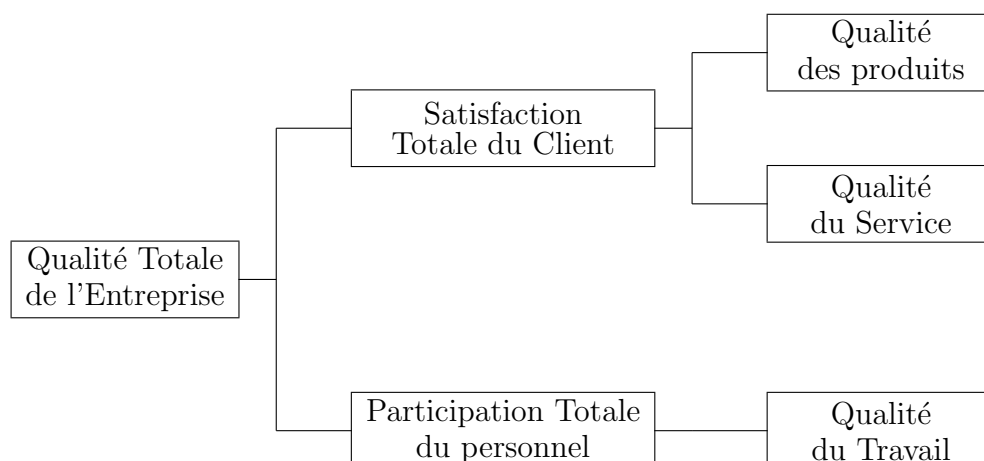 Qualité
des produits
Satisfaction
Totale du Client
Qualité
du Service
Qualité Totale
de l'Entreprise
Participation Totale
du personnel
Qualité
du Travail